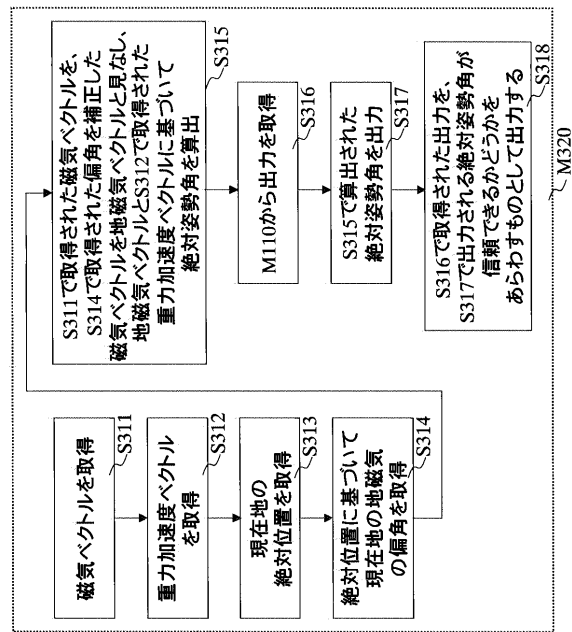 磁気ベクトルを取得
S311
重力加速度ベクトル
を取得
S312
現在地の
絶対位置を取得
S313
絶対位置に基づいて
現在地の地磁気
の偏角を取得
S314
S311で取得された磁気ベクトルを、
S314で取得された偏角を補正した
磁気ベクトルを地磁気ベクトルと見なし、
地磁気ベクトルとS312で取得された
重力加速度ベクトルに基づいて
絶対姿勢角を算出
S315
M110から出力を取得
S316
S315で算出された
絶対姿勢角を出力
S317
S316で取得された出力を、
S317で出力される絶対姿勢角が
信頼できるかどうかを
あらわすものとして出力する
S318
M320